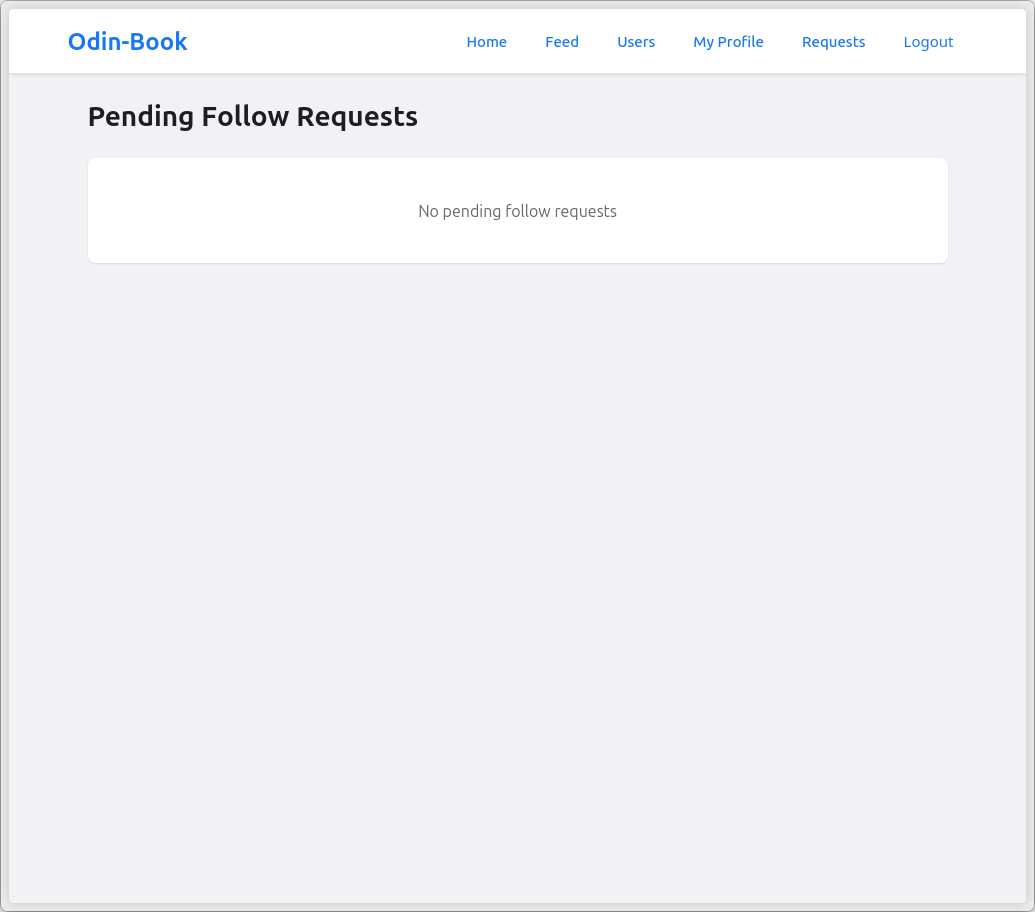 Odin-Book Home Feed Users My Profile Requests Logout
Pending Follow Requests
No pending follow requests